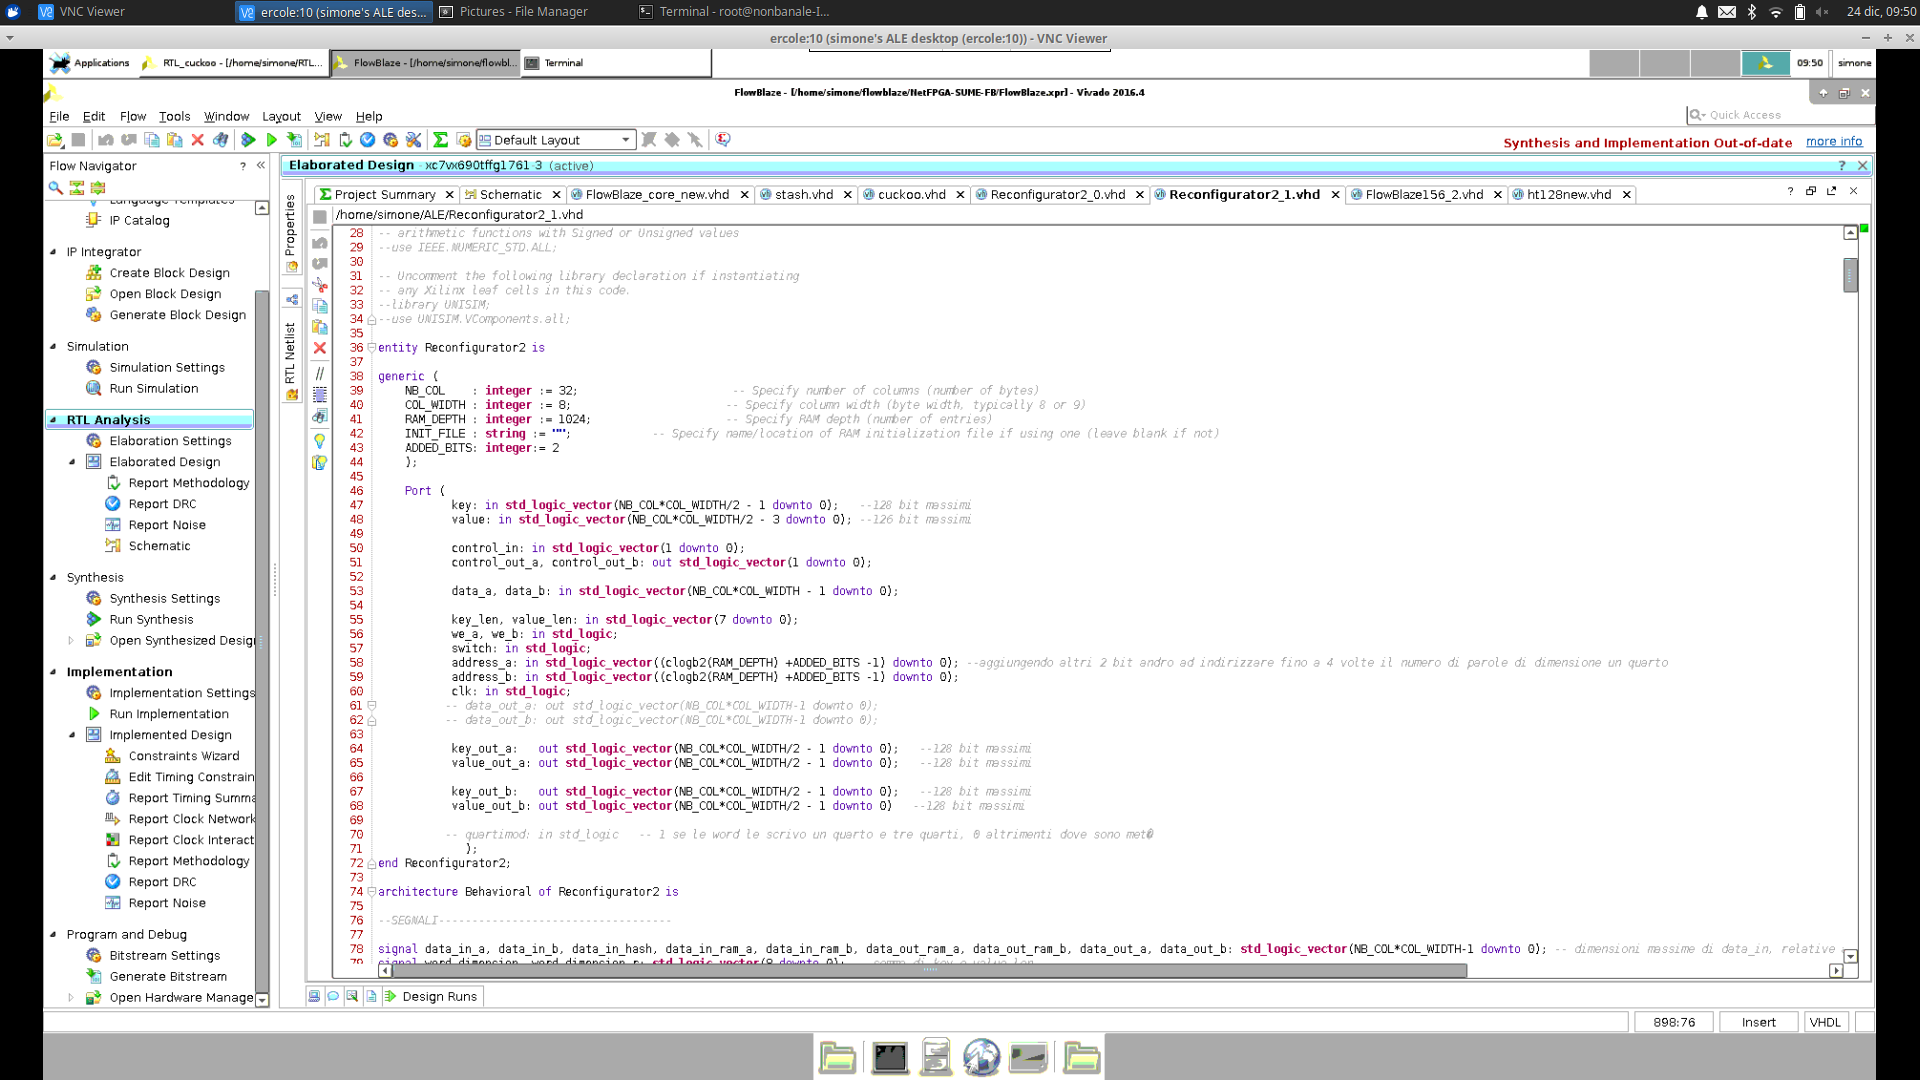 VNC Viewer
ercole:10 (simone's ALE des...
Pictures - File Manager
Terminal - root@nonbanale-I...
24 dic, 09:50
ercole:10 (simone's ALE desktop (ercole:10)) - VNC Viewer
Applications
RTL_cuckoo - [/home/simone/RTL...
FlowBlaze - [/home/simone/flowbl...
Terminal
09:50
simone
FlowBlaze - [/home/simone/flowblaze/NetFPGA-SUME-FB/FlowBlaze.xpr] - Vivado 2016.4
File Edit Flow Tools Window Layout View Help
Quick Access
Default Layout
Synthesis and Implementation Out-of-date more info
Flow Navigator ? «
Language Templates
IP Catalog
IP Integrator
Create Block Design
Open Block Design
Generate Block Design
Simulation
Simulation Settings
Run Simulation
RTL Analysis
Elaboration Settings
Elaborated Design
Report Methodology
Report DRC
Report Noise
Schematic
Synthesis
Synthesis Settings
Run Synthesis
Open Synthesized Desig
Implementation
Implementation Settings
Run Implementation
Implemented Design
Constraints Wizard
Edit Timing Constrain
Report Timing Summa
Report Clock Network
Report Clock Interact
Report Methodology
Report DRC
Report Noise
Program and Debug
Bitstream Settings
Generate Bitstream
Open Hardware Manage
Elaborated Design - xc7vx690tffg1761-3 (active)
Properties
RTL Netlist
Project Summary Schematic FlowBlaze_core_new.vhd stash.vhd cuckoo.vhd Reconfigurator2_0.vhd Reconfigurator2_1.vhd FlowBlaze156_2.vhd ht128new.vhd
/home/simone/ALE/Reconfigurator2_1.vhd
28 -- arithmetic functions with Signed or Unsigned values
29 --use IEEE.NUMERIC_STD.ALL;
30
31 -- Uncomment the following library declaration if instantiating
32 -- any Xilinx leaf cells in this code.
33 --library UNISIM;
34 --use UNISIM.VComponents.all;
35
36 entity Reconfigurator2 is
37
38 generic (
39 NB_COL : integer := 32; -- Specify number of columns (number of bytes)
40 COL_WIDTH : integer := 8; -- Specify column width (byte width, typically 8 or 9)
41 RAM_DEPTH : integer := 1024; -- Specify RAM depth (number of entries)
42 INIT_FILE : string := ""; -- Specify name/location of RAM initialization file if using one (leave blank if not)
43 ADDED_BITS: integer:= 2
44 );
45
46 Port (
47 key: in std_logic_vector(NB_COL*COL_WIDTH/2 - 1 downto 0); --128 bit massimi
48 value: in std_logic_vector(NB_COL*COL_WIDTH/2 - 3 downto 0); --126 bit massimi
49
50 control_in: in std_logic_vector(1 downto 0);
51 control_out_a, control_out_b: out std_logic_vector(1 downto 0);
52
53 data_a, data_b: in std_logic_vector(NB_COL*COL_WIDTH - 1 downto 0);
54
55 key_len, value_len: in std_logic_vector(7 downto 0);
56 we_a, we_b: in std_logic;
57 switch: in std_logic;
58 address_a: in std_logic_vector((clogb2(RAM_DEPTH) +ADDED_BITS -1) downto 0); --aggiungendo altri 2 bit andro ad indirizzare fino a 4 volte il numero di parole di dimensione un quarto
59 address_b: in std_logic_vector((clogb2(RAM_DEPTH) +ADDED_BITS -1) downto 0);
60 clk: in std_logic;
61 -- data_out_a: out std_logic_vector(NB_COL*COL_WIDTH-1 downto 0);
62 -- data_out_b: out std_logic_vector(NB_COL*COL_WIDTH-1 downto 0);
63
64 key_out_a: out std_logic_vector(NB_COL*COL_WIDTH/2 - 1 downto 0); --128 bit massimi
65 value_out_a: out std_logic_vector(NB_COL*COL_WIDTH/2 - 1 downto 0); --128 bit massimi
66
67 key_out_b: out std_logic_vector(NB_COL*COL_WIDTH/2 - 1 downto 0); --128 bit massimi
68 value_out_b: out std_logic_vector(NB_COL*COL_WIDTH/2 - 1 downto 0) --128 bit massimi
69
70 -- quartimod: in std_logic -- 1 se le word le scrivo un quarto e tre quarti, 0 altrimenti dove sono met�
71 );
72 end Reconfigurator2;
73
74 architecture Behavioral of Reconfigurator2 is
75
76 --SEGNALI-----------------------------------
77
78 signal data_in_a, data_in_b, data_in_hash, data_in_ram_a, data_in_ram_b, data_out_ram_a, data_out_ram_b, data_out_a, data_out_b: std_logic_vector(NB_COL*COL_WIDTH-1 downto 0); -- dimensioni massime di data_in, relative
79
Design Runs
898:76
Insert
VHDL